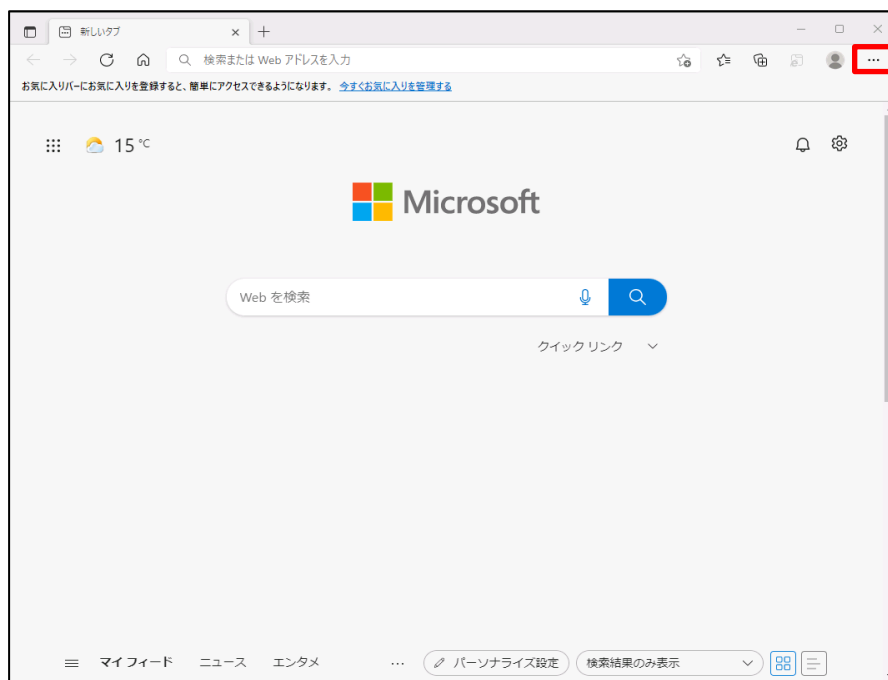 新しいタブ
検索または Web アドレスを入力
お気に入りバーにお気に入りを登録すると、簡単にアクセスできるようになります。 今すぐお気に入りを管理する
15 ℃
Microsoft
Web を検索
クイック リンク
マイ フィード ニュース エンタメ ... パーソナライズ設定 検索結果のみ表示